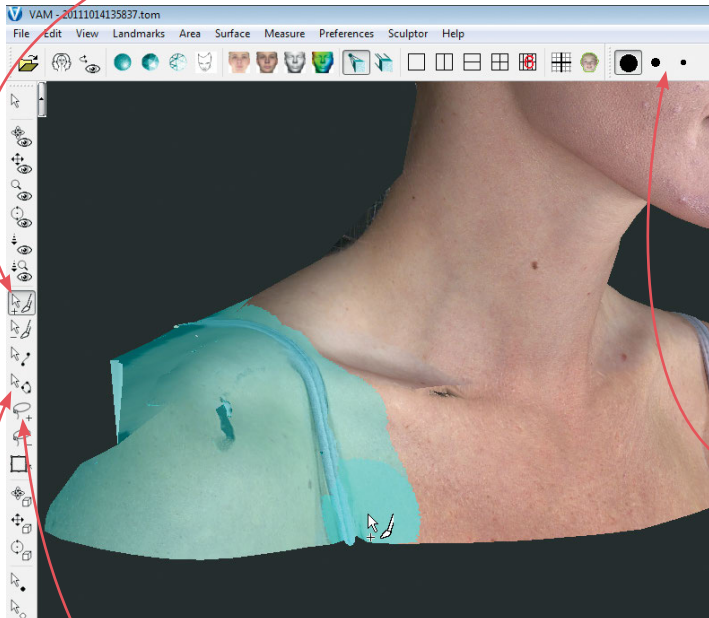 VAM - 20111014135837.tom
File Edit View Landmarks Area Surface Measure Preferences Sculptor Help